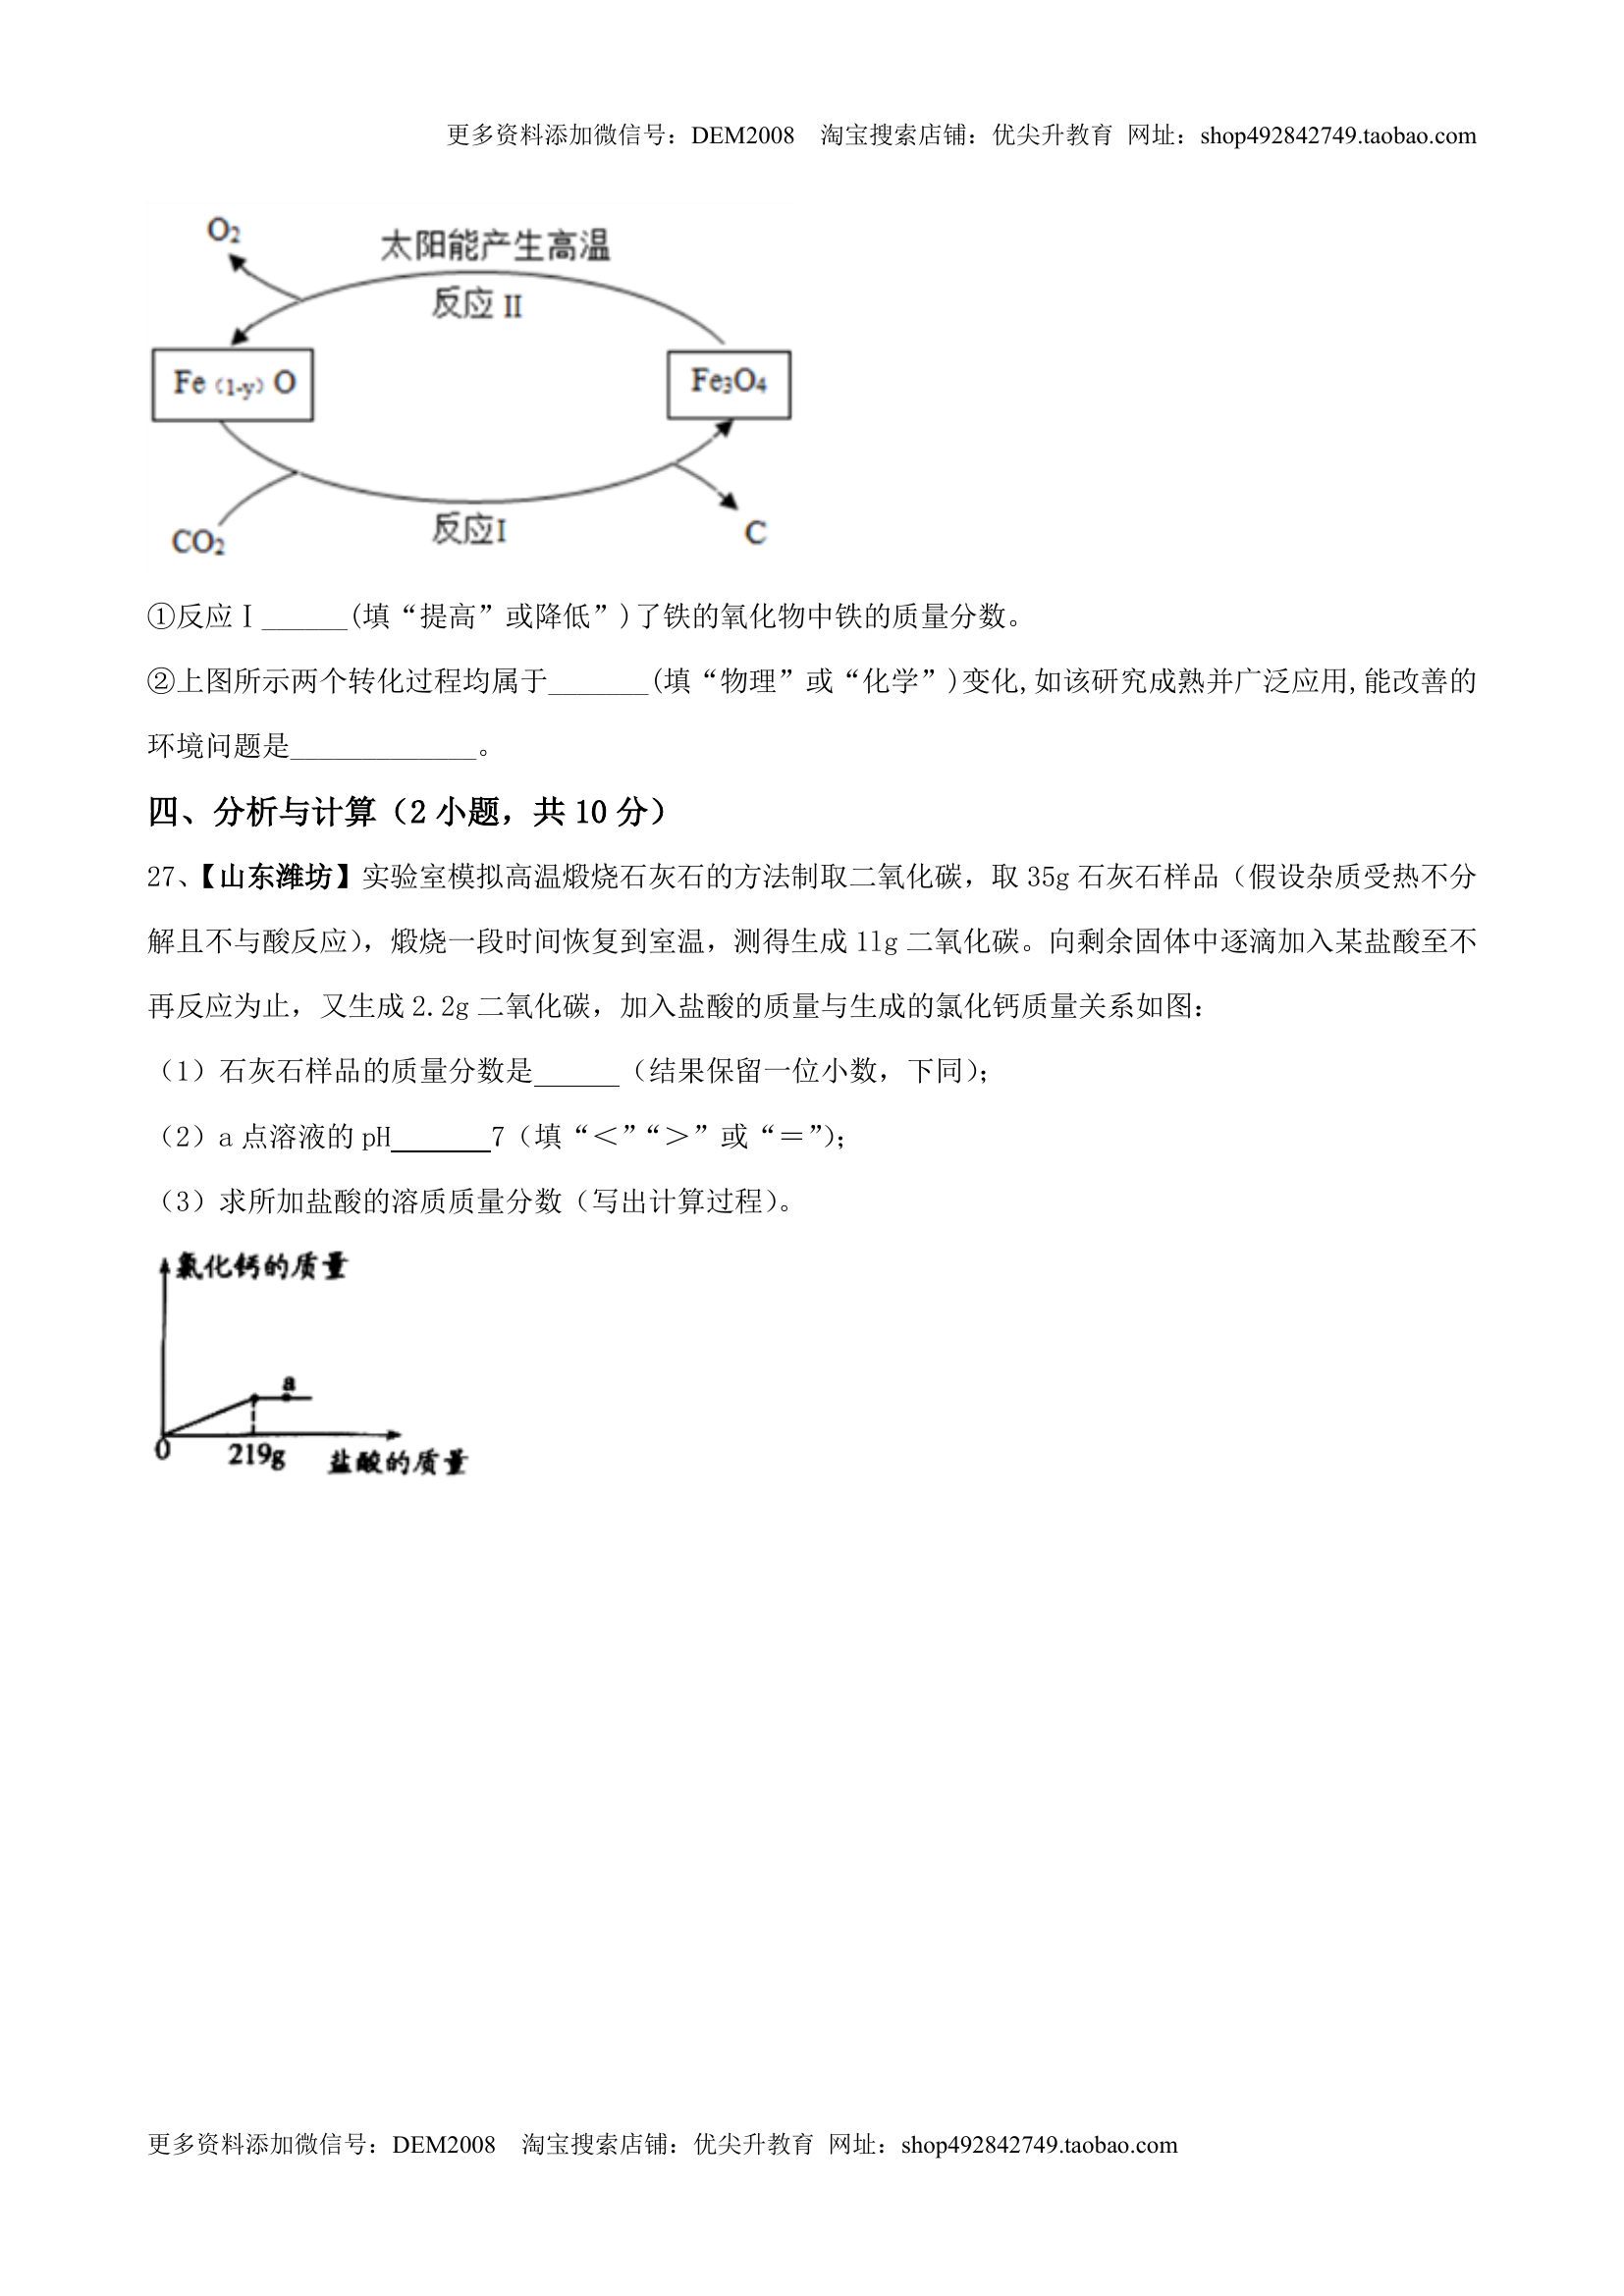 更多资料添加微信号：DEM2008 淘宝搜索店铺：优尖升教育 网址：shop492842749.taobao.com
O₂
太阳能产生高温
反应 II
Fe（1-y）O
Fe₃O₄
反应I
CO₂
C
①反应Ⅰ______(填“提高”或降低”)了铁的氧化物中铁的质量分数。
②上图所示两个转化过程均属于_______(填“物理”或“化学”)变化,如该研究成熟并广泛应用,能改善的
环境问题是_____________。
四、分析与计算（2 小题，共 10 分）
27、【山东潍坊】实验室模拟高温煅烧石灰石的方法制取二氧化碳，取 35g 石灰石样品（假设杂质受热不分
解且不与酸反应），煅烧一段时间恢复到室温，测得生成 11g 二氧化碳。向剩余固体中逐滴加入某盐酸至不
再反应为止，又生成 2.2g 二氧化碳，加入盐酸的质量与生成的氯化钙质量关系如图：
（1）石灰石样品的质量分数是______（结果保留一位小数，下同）；
（2）a 点溶液的 pH_______7（填“＜”“＞”或“＝”）；
（3）求所加盐酸的溶质质量分数（写出计算过程）。
氯化钙的质量
a
0
219g
盐酸的质量
更多资料添加微信号：DEM2008 淘宝搜索店铺：优尖升教育 网址：shop492842749.taobao.com